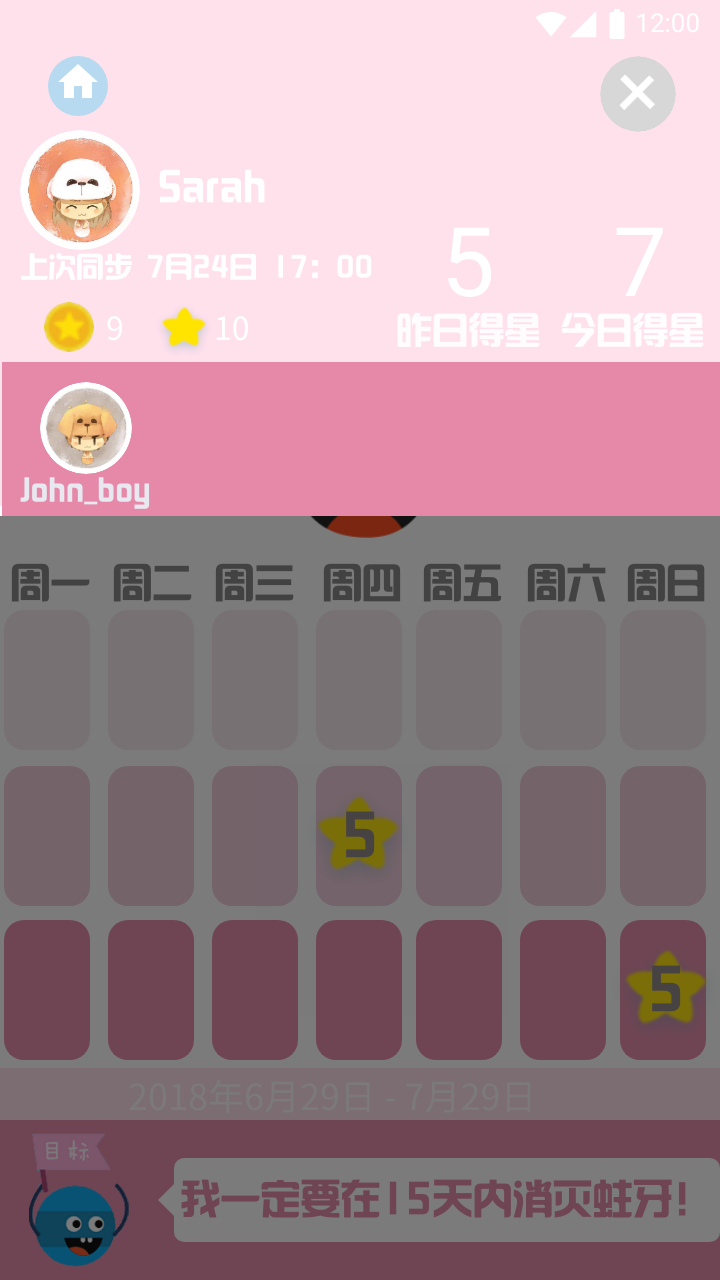 12:00
Sarah
上次同步 7月24日 17：00
5 7
9 10
昨日得星 今日得星
John_boy
周一 周二 周三 周四 周五 周六 周日
5
5
2018年6月29日 - 7月29日
目标
我一定要在15天内消灭蛀牙!